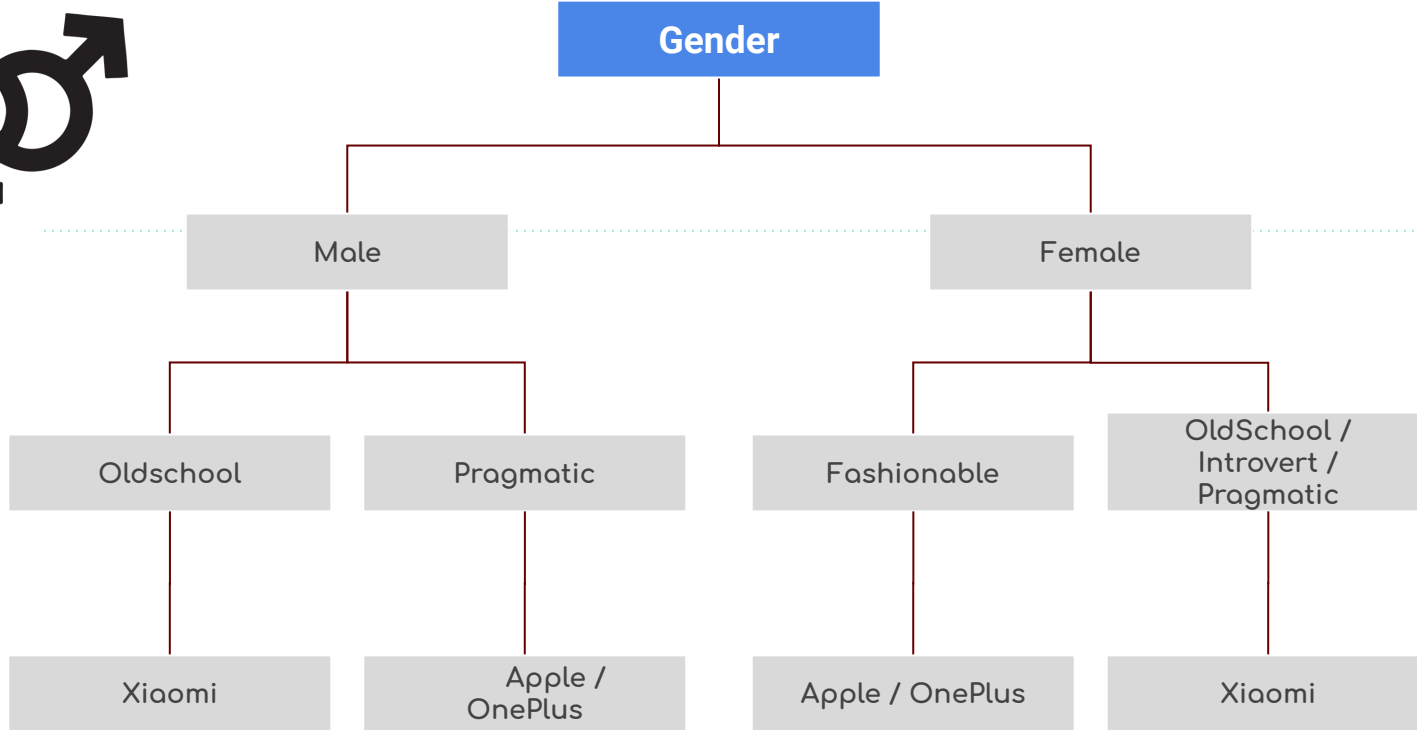 Gender
Male
Female
Oldschool
Pragmatic
Fashionable
OldSchool /
Introvert /
Pragmatic
Xiaomi
Apple /
OnePlus
Apple / OnePlus
Xiaomi